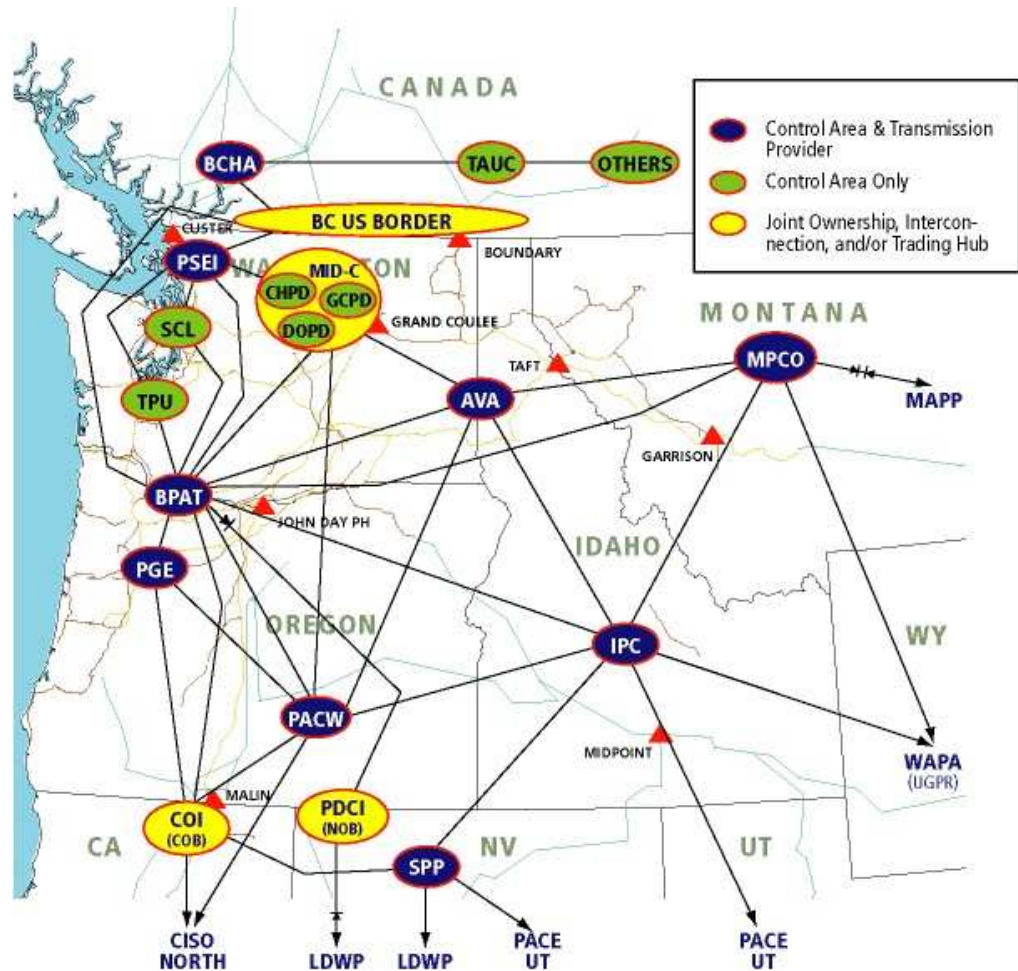 CANADA
Control Area & Transmission
Provider
Control Area Only
Joint Ownership, Intercon-
nection, and/or Trading Hub
BCHA
TAUC
OTHERS
BC US BORDER
CUSTER
BOUNDARY
PSEI
WA
TON
MID-C
CHPD
GCPD
DOPD
SCL
GRAND COULEE
MONTANA
TAFT
MPCO
TPU
AVA
MAPP
GARRISON
BPAT
JOHN DAY PH
IDAHO
PGE
OREGON
IPC
WY
PACW
MIDPOINT
WAPA
(UGPR)
MALIN
COI
(COB)
PDCI
(NOB)
CA
SPP
NV
UT
CISO
NORTH
LDWP
LDWP
PACE
UT
PACE
UT